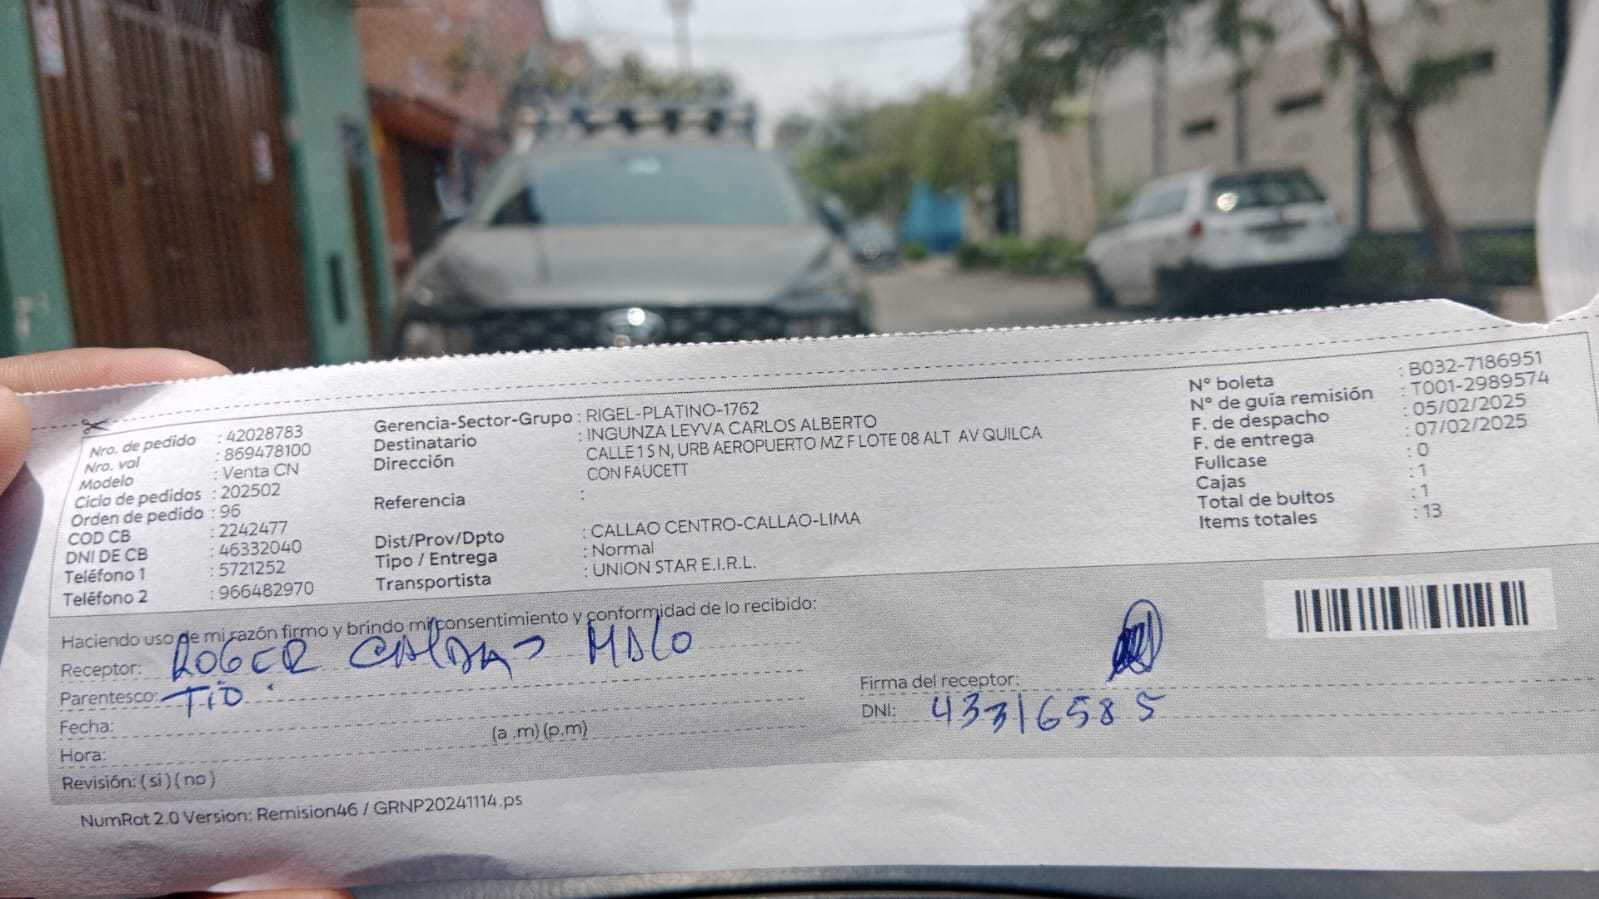 Nro. de pedido : 42028783
Nro. val : 869478100
Modelo : Venta CN
Ciclo de pedidos : 202502
Orden de pedido : 96
COD CB : 2242477
DNI DE CB : 46332040
Teléfono 1 : 5721252
Teléfono 2 : 966482970
Gerencia-Sector-Grupo : RIGEL-PLATINO-1762
Destinatario : INGUNZA LEYVA CARLOS ALBERTO
Dirección : CALLE 1 S N, URB AEROPUERTO MZ F LOTE 08 ALT AV QUILCA
CON FAUCETT
Referencia :
Dist/Prov/Dpto : CALLAO CENTRO-CALLAO-LIMA
Tipo / Entrega : Normal
Transportista : UNION STAR E.I.R.L.
N° boleta : B032-7186951
N° de guía remisión : T001-2989574
F. de despacho : 05/02/2025
F. de entrega : 07/02/2025
Fullcase : 0
Cajas : 1
Total de bultos : 1
Items totales : 13
Haciendo uso de mi razón firmo y brindo mi consentimiento y conformidad de lo recibido:
Receptor: ROGER CALDAS MALO
Parentesco: TIO.
Fecha:
Hora: (a .m) (p.m)
Revisión: ( si ) ( no )
Firma del receptor:
DNI: 43316585
NumRot 2.0 Version: Remision46 / GRNP20241114.ps